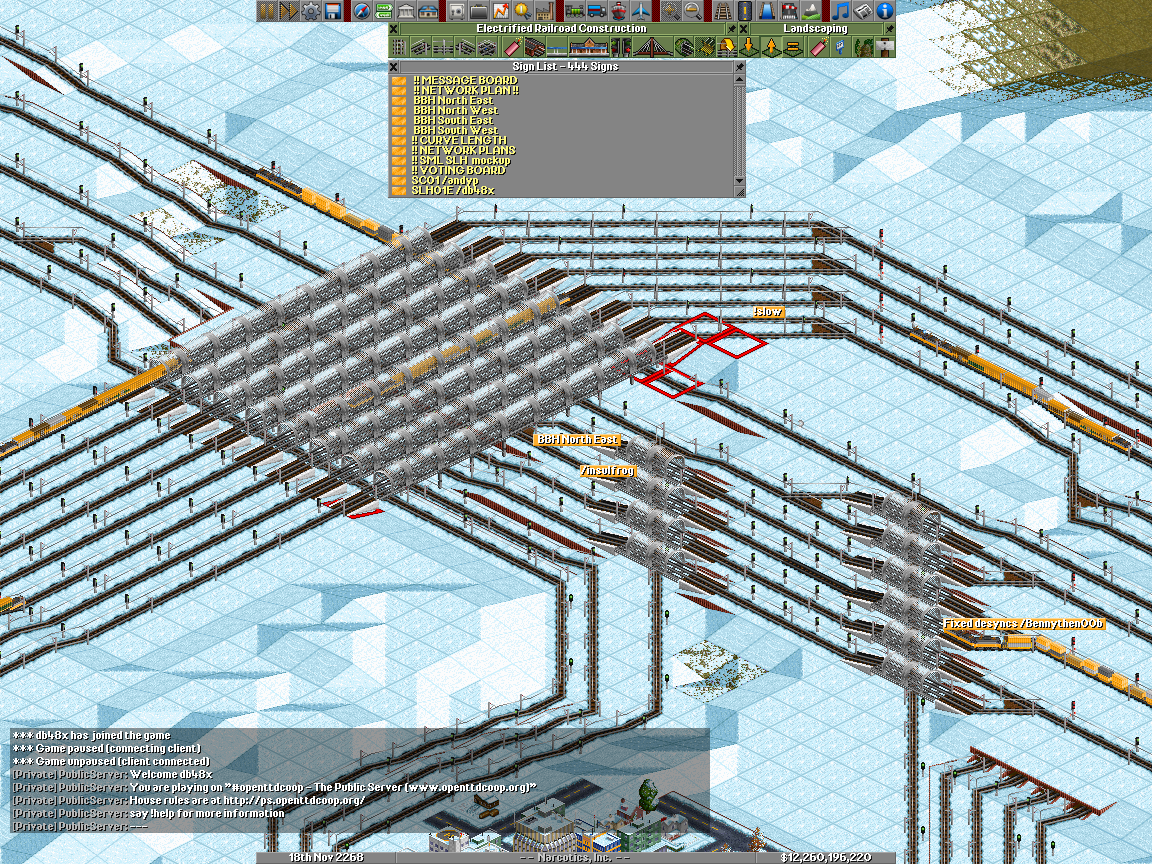 Electrified Railroad Construction
Landscaping
Sign List - 444 Signs
!! MESSAGE BOARD
!! NETWORK PLAN !!
BBH North East
BBH North West
BBH South East
BBH South West
!! CURVE LENGTH
!! NETWORK PLANS
!! SML SLH mockup
!! VOTING BOARD
SC01 /andyp
SLH01E /db48x
!slow
BBH North East
/insulfrog
Fixed desyncs /Bennythen00b
*** db48x has joined the game
*** Game paused (connecting client)
*** Game unpaused (client connected)
[Private] PublicServer: Welcome db48x
[Private] PublicServer: You are playing on "#openttdcoop - The Public Server (www.openttdcoop.org)"
[Private] PublicServer: House rules are at http://ps.openttdcoop.org/
[Private] PublicServer: say !help for more information
[Private] PublicServer: ---
18th Nov 2268
-- Narcotics, Inc. --
$12,260,196,220